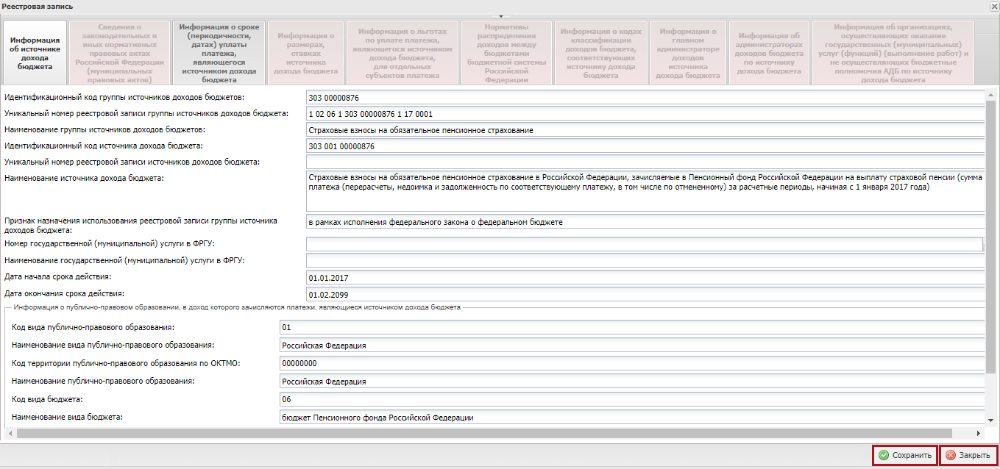 Реестровая запись
Информация
об источнике
дохода
бюджета
Сведения о
законодательных и
иных нормативных
правовых актах
Российской Федерации
(муниципальных
правовых актов)
Информация о сроке
(периодичности,
датах) уплаты
платежа,
являющегося
источником дохода
бюджета
Информация о
размерах,
ставках
источника
дохода бюджета
Информация о льготах
по уплате платежа,
являющегося источником
дохода бюджета,
для отдельных
субъектов платежа
Нормативы
распределения
доходов между
бюджетами
бюджетной системы
Российской
Федерации
Информация о кодах
классификации
доходов бюджета,
соответствующих
источнику дохода
бюджета
Информация о
главном
администраторе
доходов
источника
дохода бюджета
Информация об
администраторах
доходов бюджета
по источнику
дохода бюджета
Информация об организациях,
осуществляющих оказание
государственных (муниципальных)
услуг (функций) (выполнение работ) и
не осуществляющих бюджетные
полномочия АДБ по источнику
дохода бюджета
Идентификационный код группы источников доходов бюджетов: 303 00000876
Уникальный номер реестровой записи группы источников доходов бюджета: 1 02 06 1 303 00000876 1 17 0001
Наименование группы источников доходов бюджетов: Страховые взносы на обязательное пенсионное страхование
Идентификационный код источника дохода бюджета: 303 001 00000876
Уникальный номер реестровой записи источников доходов бюджета:
Наименование источника дохода бюджета: Страховые взносы на обязательное пенсионное страхование в Российской Федерации, зачисляемые в Пенсионный фонд Российской Федерации на выплату страховой пенсии (сумма
платежа (перерасчеты, недоимка и задолженность по соответствующему платежу, в том числе по отмененному) за расчетные периоды, начиная с 1 января 2017 года)
Признак назначения использования реестровой записи группы источника
доходов бюджета: в рамках исполнения федерального закона о федеральном бюджете
Номер государственной (муниципальной) услуги в ФРГУ:
Наименование государственной (муниципальной) услуги в ФРГУ:
Дата начала срока действия: 01.01.2017
Дата окончания срока действия: 01.02.2099
Информация о публично-правовом образовании, в доход которого зачисляются платежи, являющиеся источником дохода бюджета
Код вида публично-правового образования: 01
Наименование вида публично-правового образования: Российская Федерация
Код территории публично-правового образования по ОКТМО: 00000000
Наименование публично-правового образования: Российская Федерация
Код вида бюджета: 06
Наименование вида бюджета: бюджет Пенсионного фонда Российской Федерации
Сохранить Закрыть